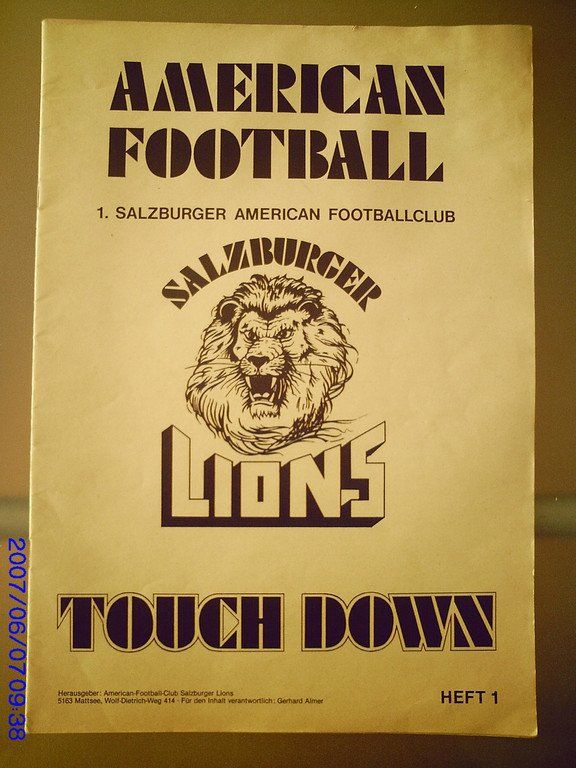 AMERICAN
FOOTBALL
1. SALZBURGER AMERICAN FOOTBALLCLUB
SALZBURGER
LIONS
TOUCH DOWN
Herausgeber: American-Football-Club Salzburger Lions
5163 Mattsee, Wolf-Dietrich-Weg 414 · Für den Inhalt verantwortlich: Gerhard Aimer
HEFT 1
2007/06/07 09:38